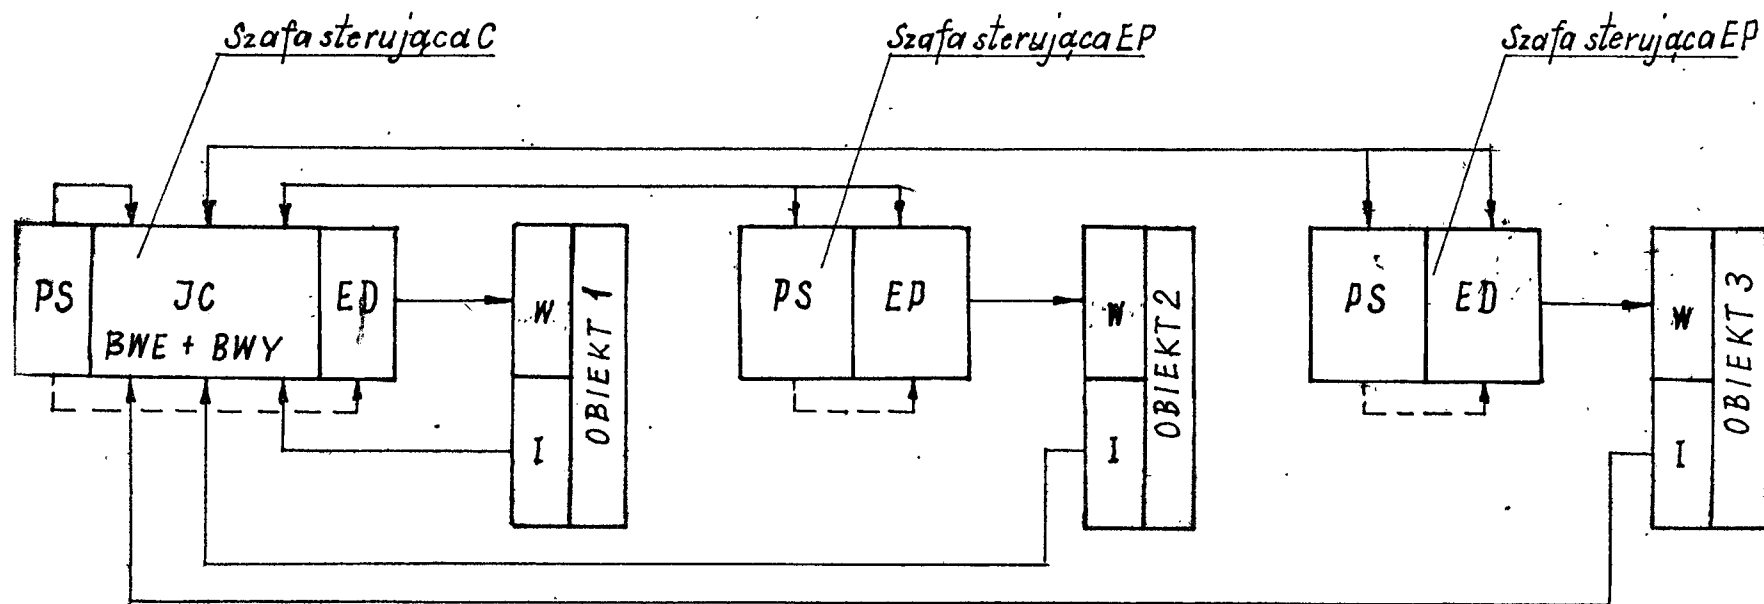 Szafa sterująca C
Szafa sterująca EP
Szafa sterująca EP
PS
JC
BWE + BWY
ED
W
I
OBIEKT 1
PS
EP
W
I
OBIEKT 2
PS
ED
W
I
OBIEKT 3